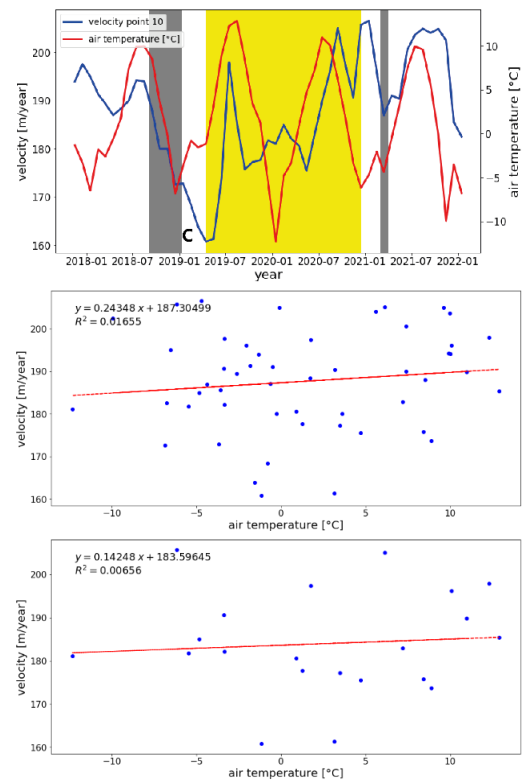 velocity point 10
air temperature [°C]
200
190
180
170
160
velocity [m/year]
10
5
0
−5
−10
air temperature [°C]
C
2018-01 2018-07 2019-01 2019-07 2020-01 2020-07 2021-01 2021-07 2022-01
year
y = 0.24348 x + 187.30499
R² = 0.01655
200
190
180
170
160
velocity [m/year]
−10 −5 0 5 10
air temperature [°C]
y = 0.14248 x + 183.59645
R² = 0.00656
200
190
180
170
160
velocity [m/year]
−10 −5 0 5 10
air temperature [°C]